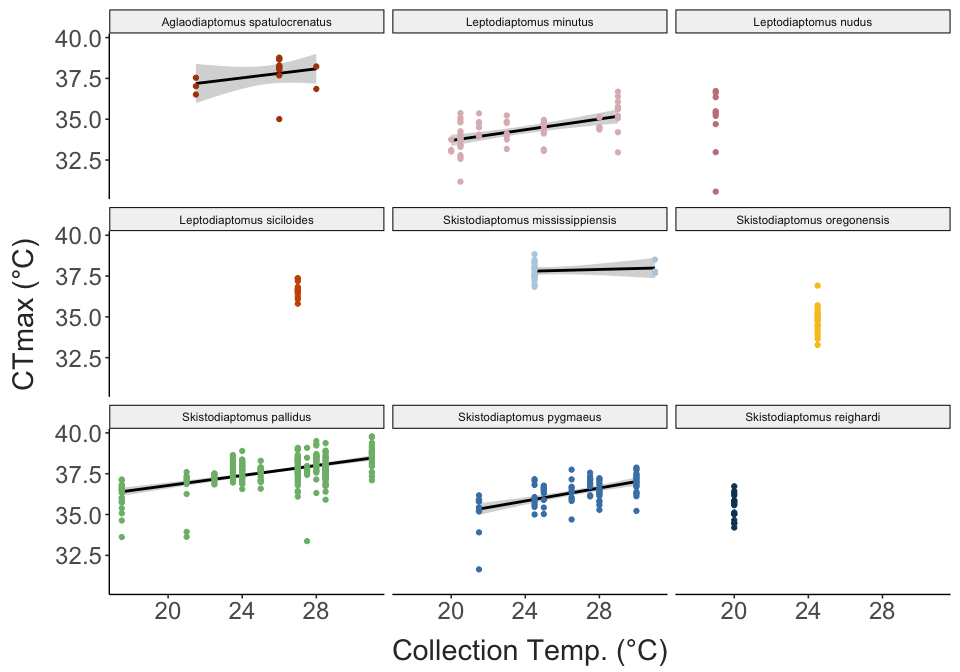 Aglaodiaptomus spatulocrenatus
Leptodiaptomus minutus
Leptodiaptomus nudus
40.0
37.5
35.0
32.5
Leptodiaptomus siciloides
Skistodiaptomus mississippiensis
Skistodiaptomus oregonensis
40.0
37.5
35.0
32.5
CTmax (°C)
Skistodiaptomus pallidus
Skistodiaptomus pygmaeus
Skistodiaptomus reighardi
40.0
37.5
35.0
32.5
20 24 28 20 24 28 20 24 28
Collection Temp. (°C)